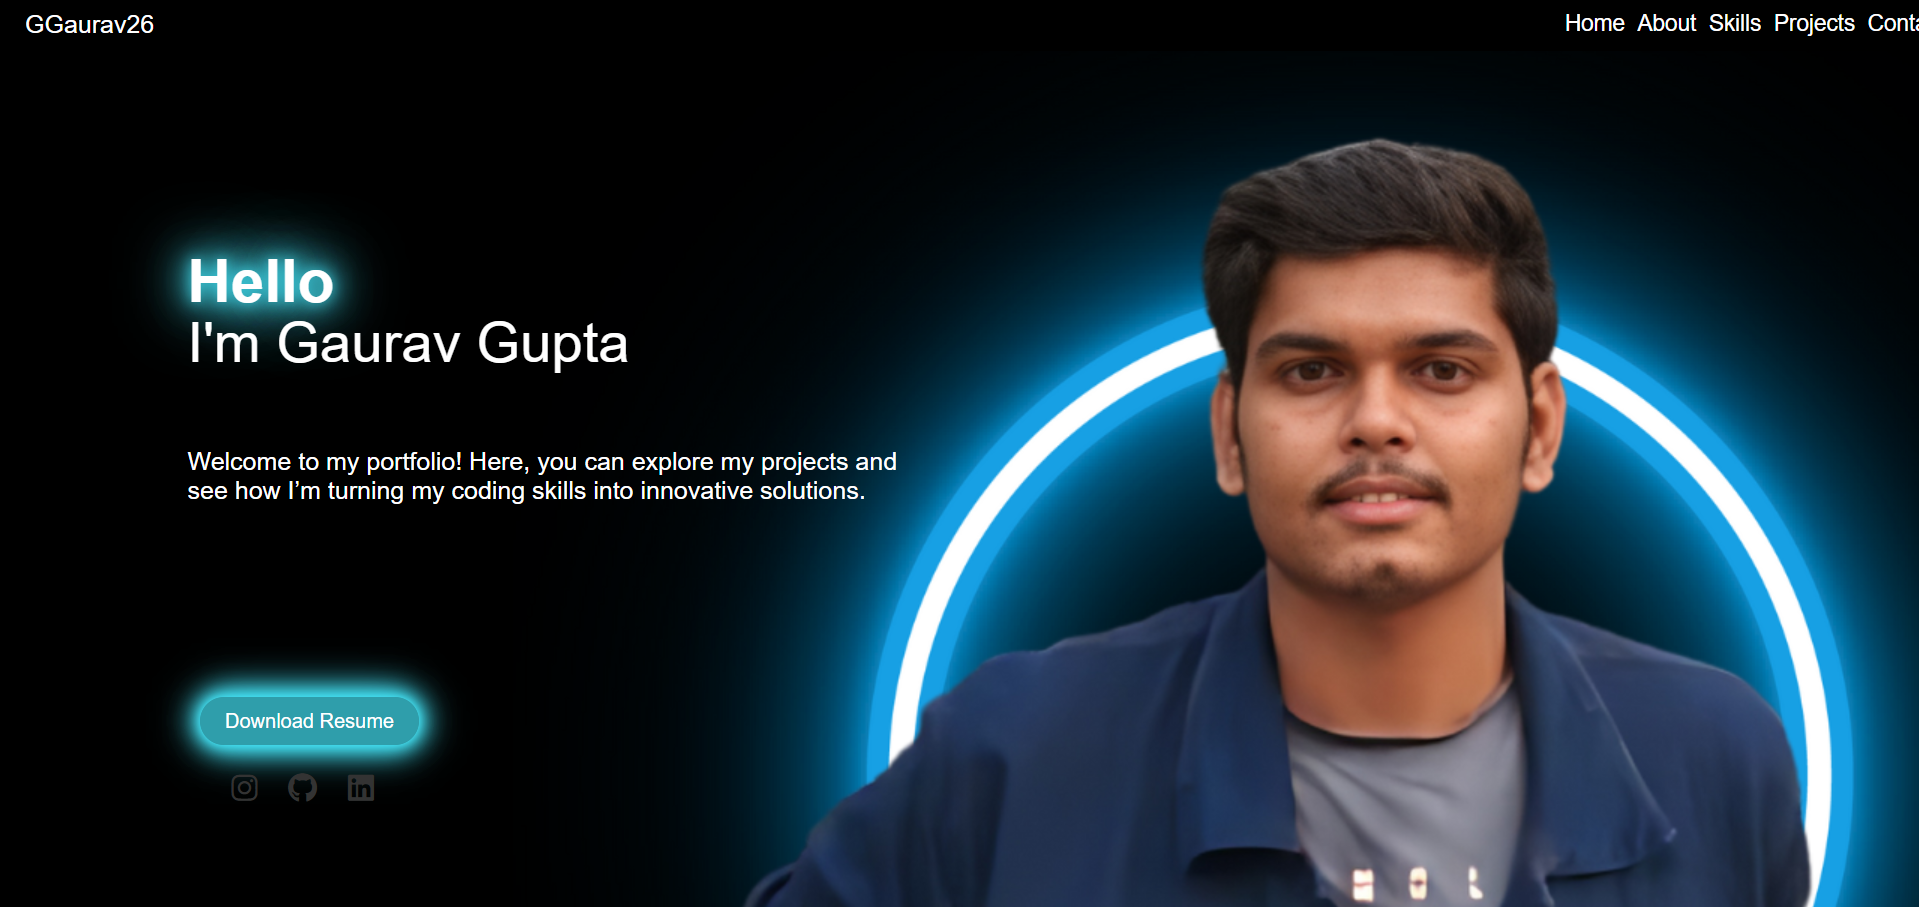 GGaurav26
Home About Skills Projects
Hello
I'm Gaurav Gupta
Welcome to my portfolio! Here, you can explore my projects and
see how I’m turning my coding skills into innovative solutions.
Download Resume